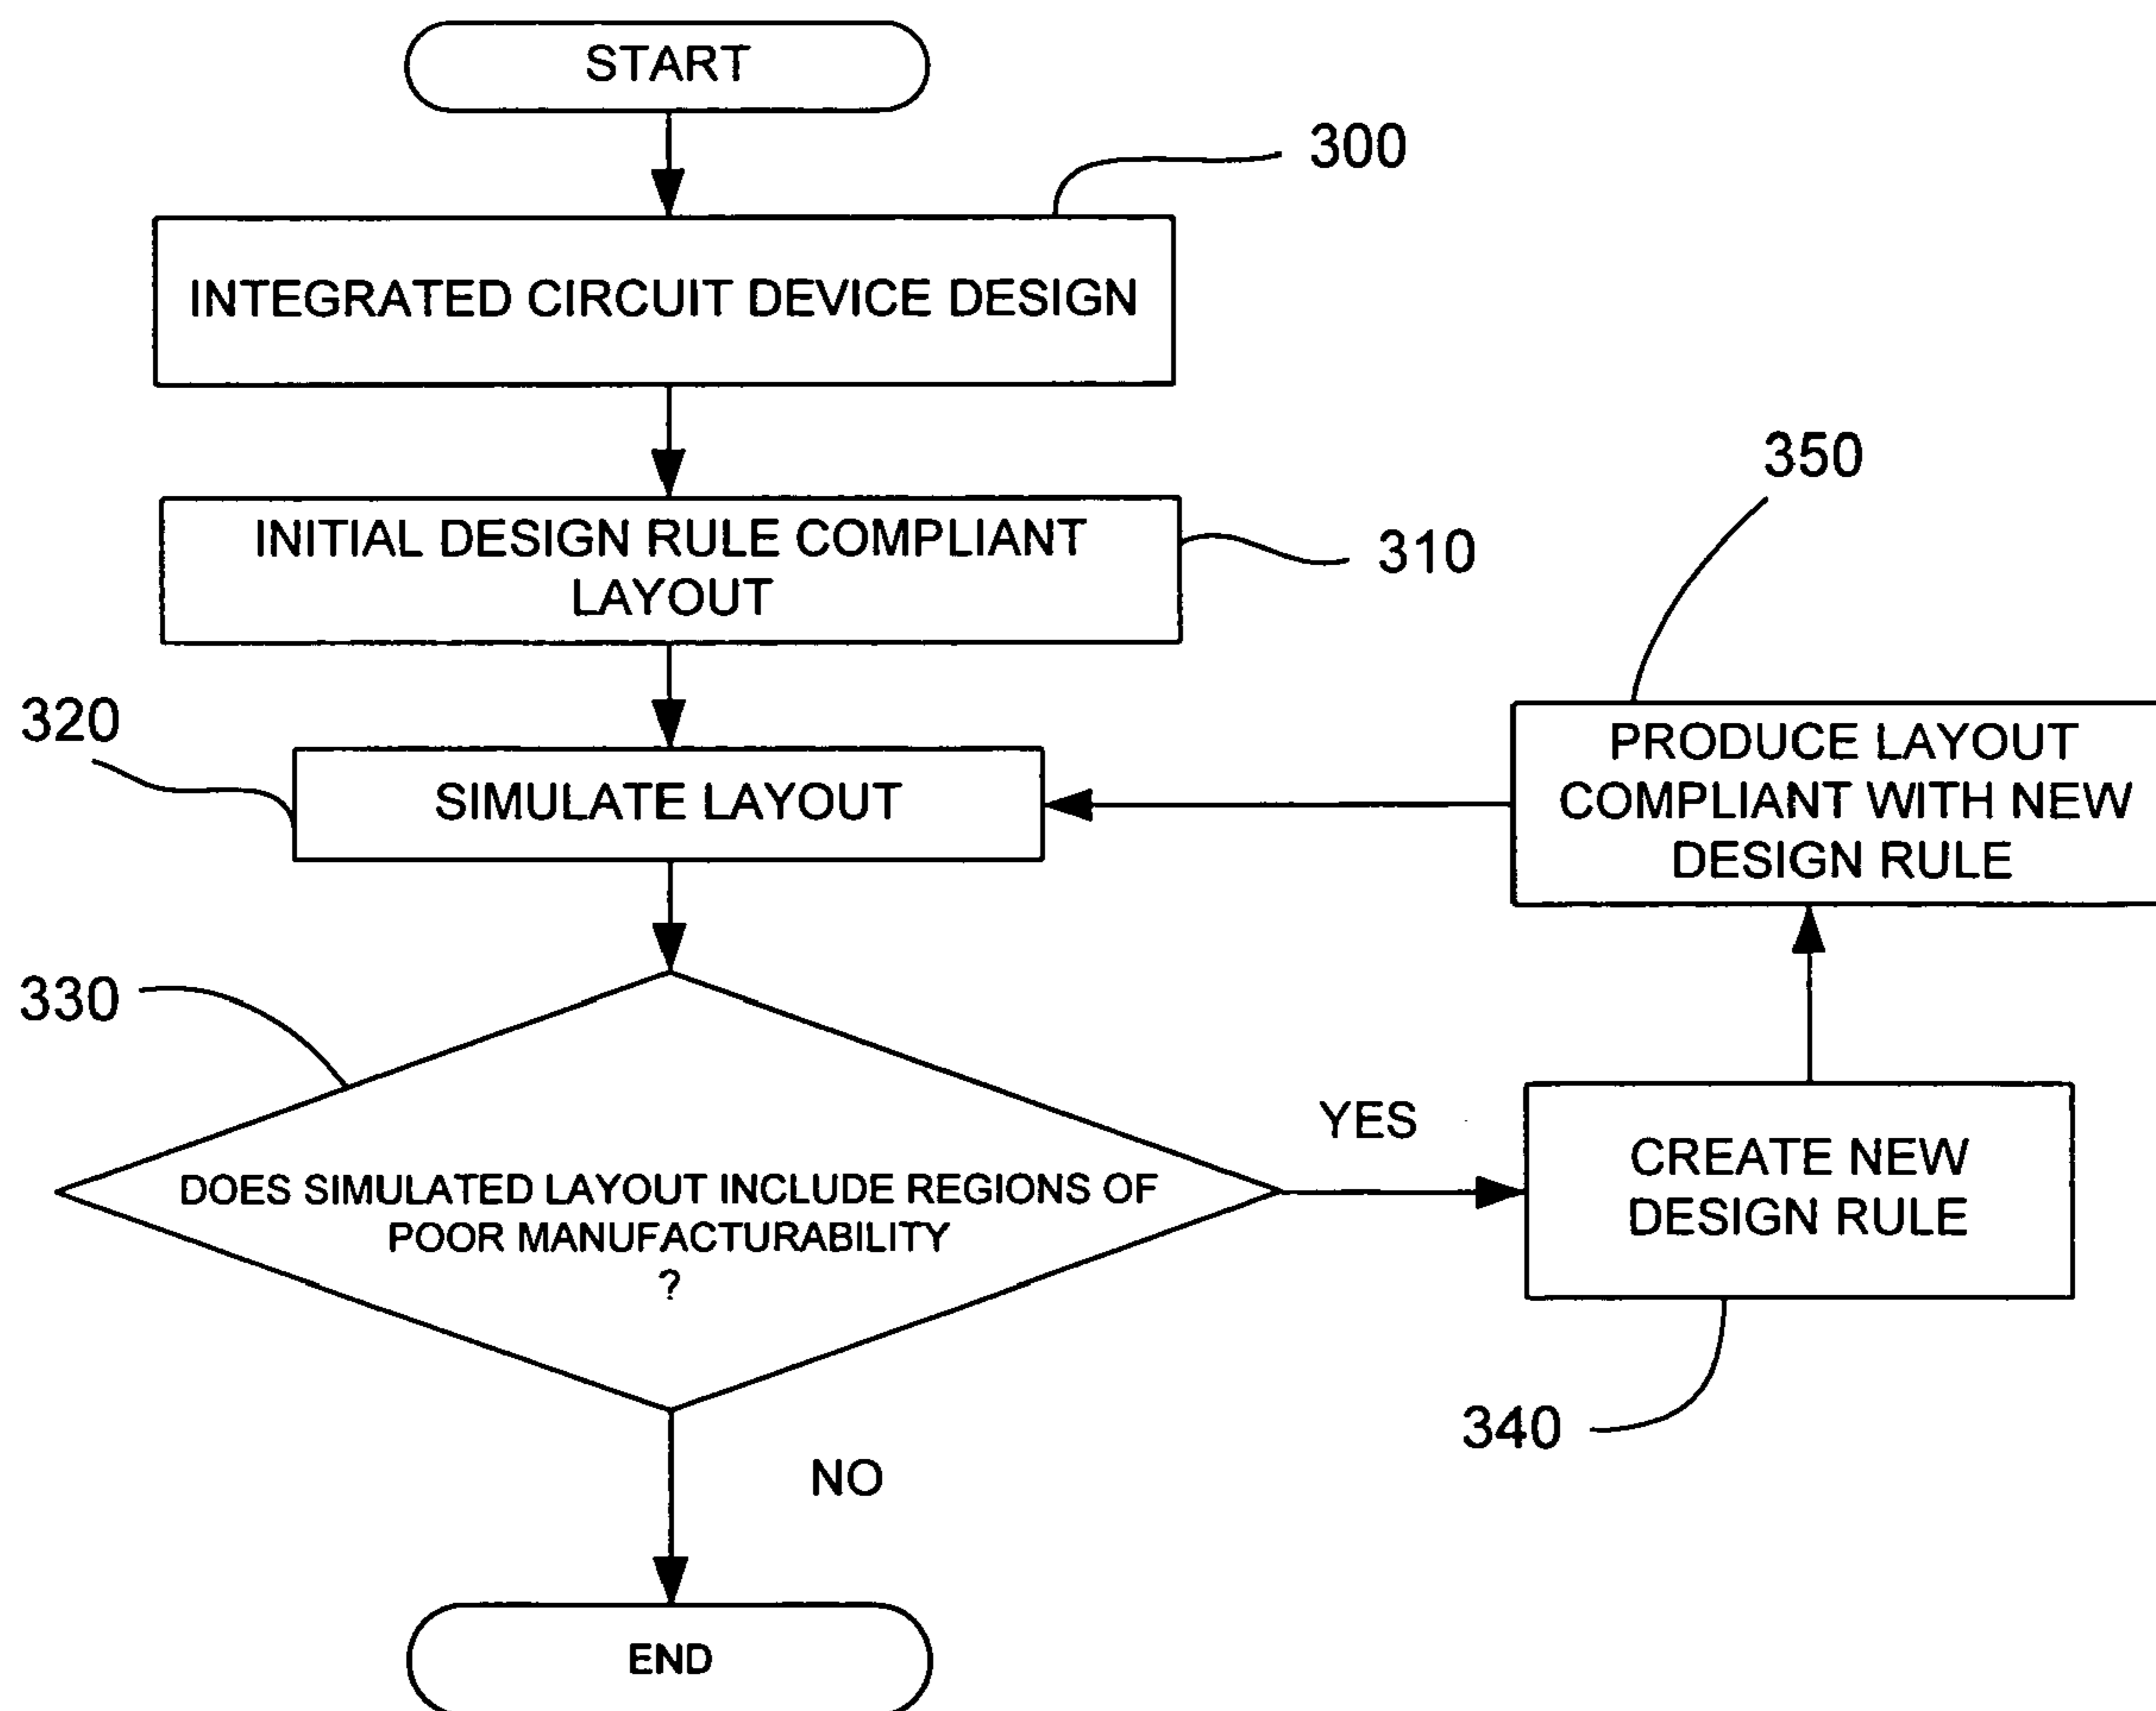 START
300
INTEGRATED CIRCUIT DEVICE DESIGN
INITIAL DESIGN RULE COMPLIANT
LAYOUT
310
350
320
SIMULATE LAYOUT
PRODUCE LAYOUT
COMPLIANT WITH NEW
DESIGN RULE
330
DOES SIMULATED LAYOUT INCLUDE REGIONS OF
POOR MANUFACTURABILITY
?
YES
CREATE NEW
DESIGN RULE
340
NO
END